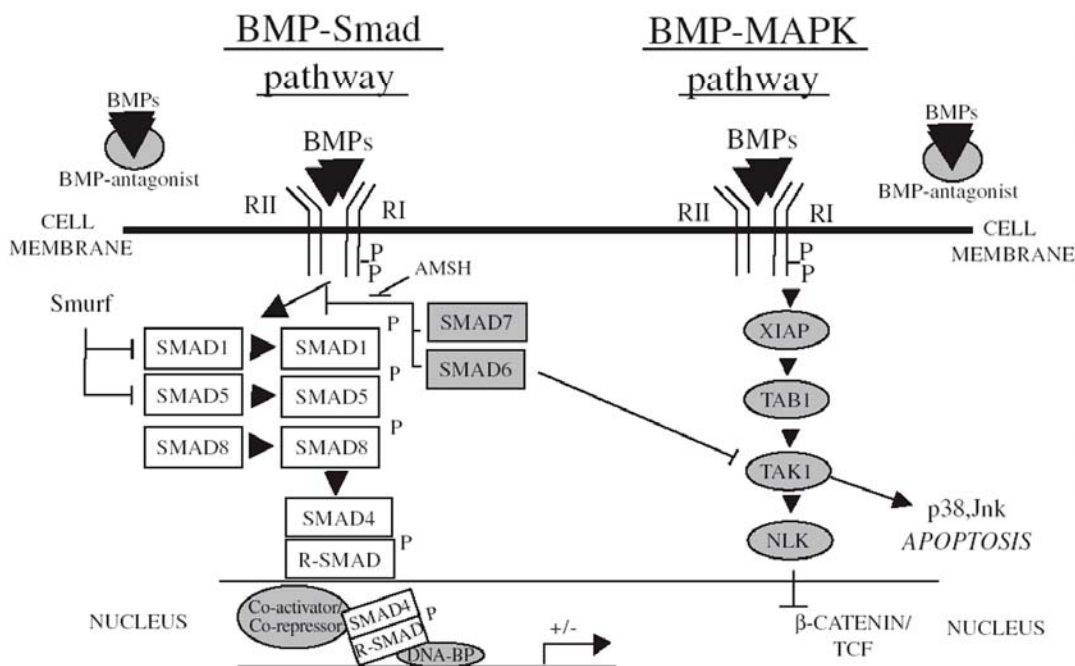 BMP-Smad
pathway
BMP-MAPK
pathway
BMPs
BMP-antagonist
BMPs
BMPs
BMPs
BMP-antagonist
RII
RI
RII
RI
CELL
MEMBRANE
CELL
MEMBRANE
P
P
P
P
AMSH
Smurf
P
SMAD7
XIAP
SMAD1
SMAD1
P
SMAD6
SMAD5
SMAD5
TAB1
P
SMAD8
SMAD8
TAK1
SMAD4
p38,Jnk
APOPTOSIS
R-SMAD
P
NLK
NUCLEUS
Co-activator/
Co-repressor
SMAD4
P
R-SMAD
DNA-BP
+/-
β-CATENIN/
TCF
NUCLEUS